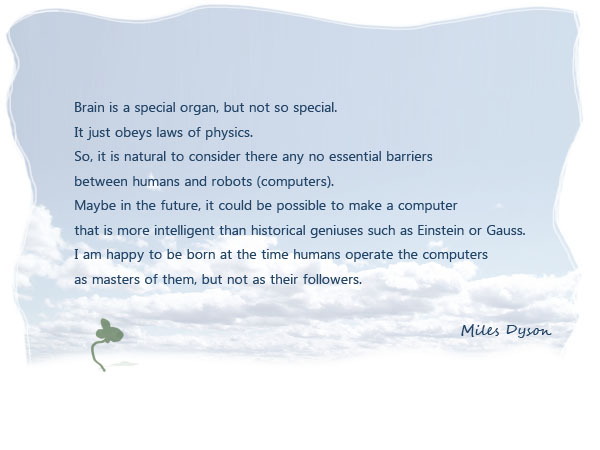 Brain is a special organ, but not so special.
It just obeys laws of physics.
So, it is natural to consider there any no essential barriers
between humans and robots (computers).
Maybe in the future, it could be possible to make a computer
that is more intelligent than historical geniuses such as Einstein or Gauss.
I am happy to be born at the time humans operate the computers
as masters of them, but not as their followers.
Miles Dyson